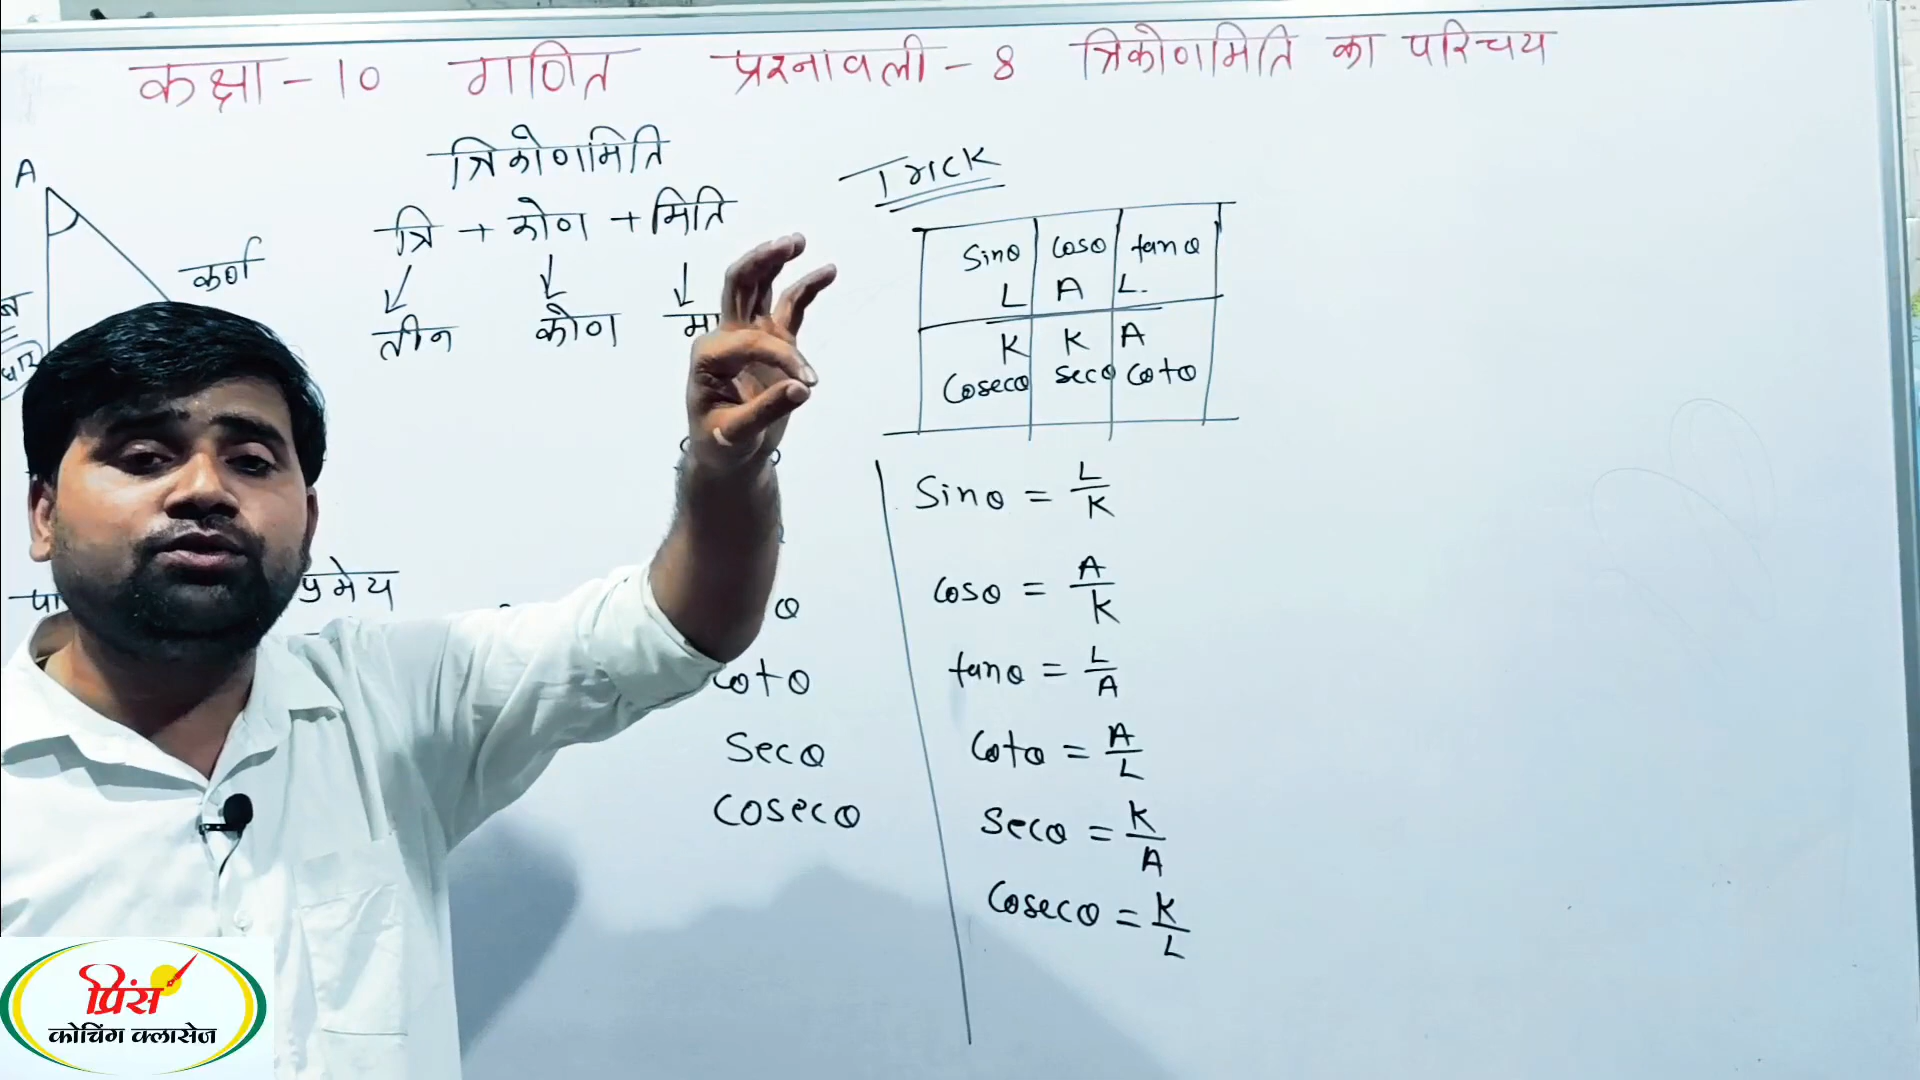 कक्षा - 10 गणित प्रश्नावली - 8 त्रिकोणमिति का परिचय
A
कर्ण
त्रिकोणमिति
त्रि + कोण + मिति
तीन कोण
प्रमेय
θ
cotθ
secθ
cosecθ
Trick
Sinθ cosθ tanθ
L A L
K K A
Cosecθ secθ cotθ
Sinθ = L/K
cosθ = A/K
tanθ = L/A
cotθ = A/L
secθ = K/A
Cosecθ = K/L
प्रिंस
कोचिंग क्लासेज